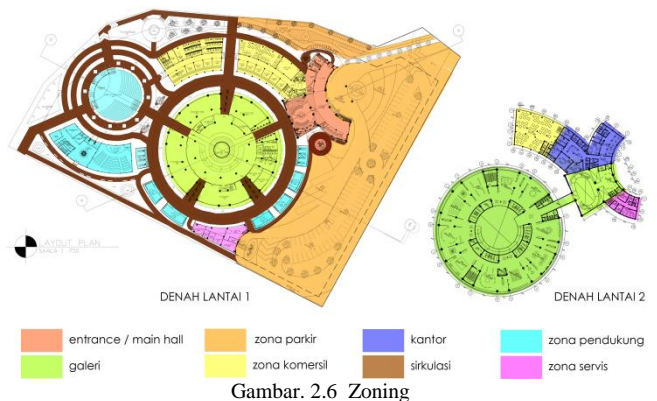 LAYOUT PLAN
DENAH LANTAI 1
DENAH LANTAI 2
entrance / main hall
zona parkir
kantor
zona pendukung
galeri
zona komersil
sirkulasi
zona servis
Gambar. 2.6 Zoning